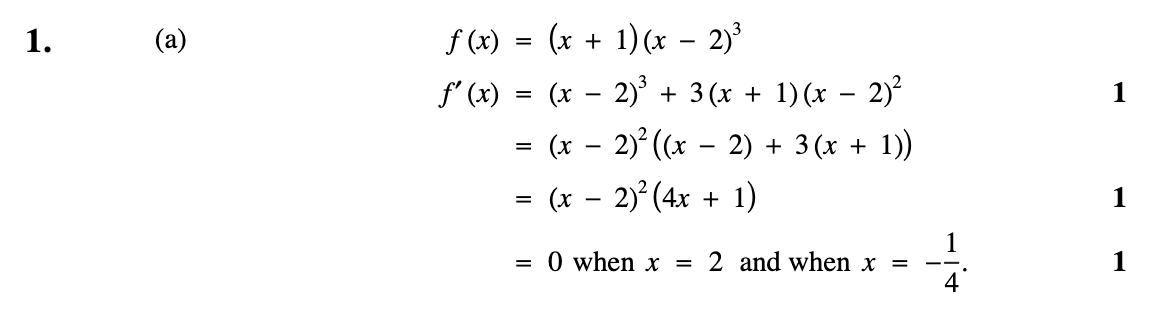 1. (a) f(x) = (x + 1)(x − 2)³
f′(x) = (x − 2)³ + 3(x + 1)(x − 2)² 1
= (x − 2)²((x − 2) + 3(x + 1))
= (x − 2)²(4x + 1) 1
= 0 when x = 2 and when x = −1/4. 1